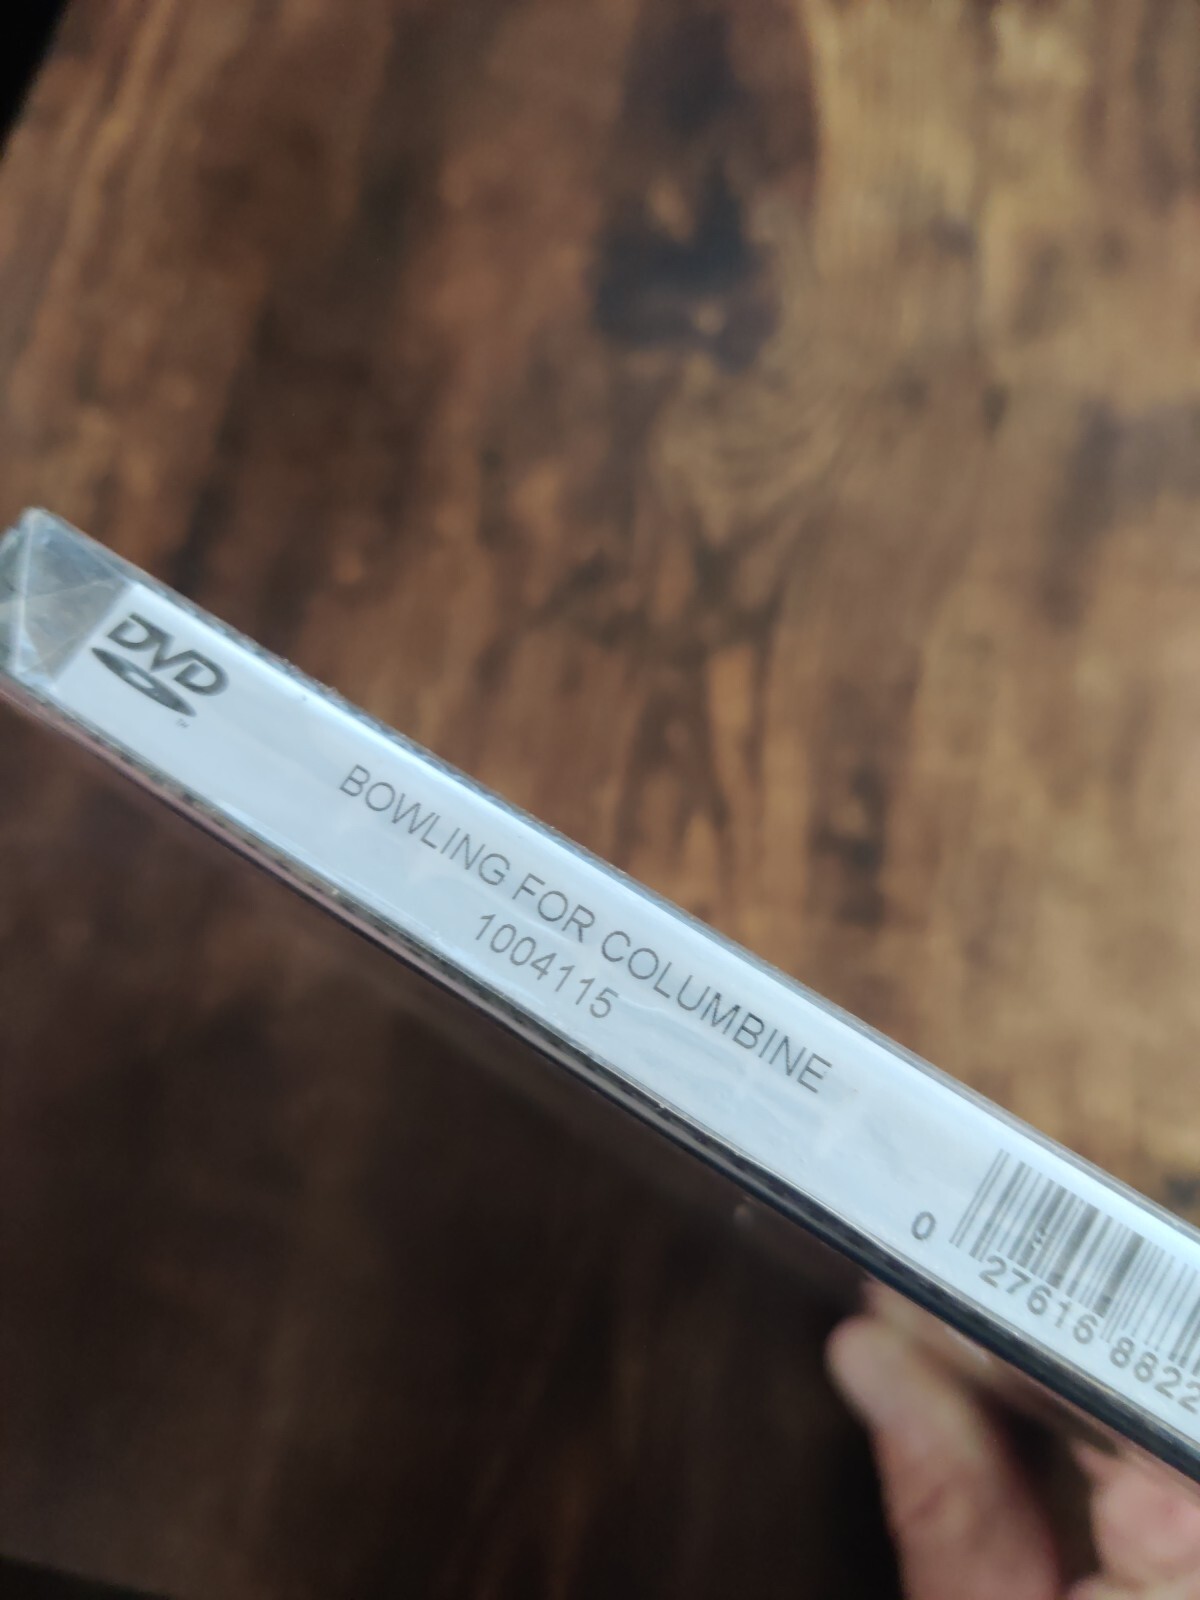 DVD
BOWLING FOR COLUMBINE
1004115
0 27616 8822